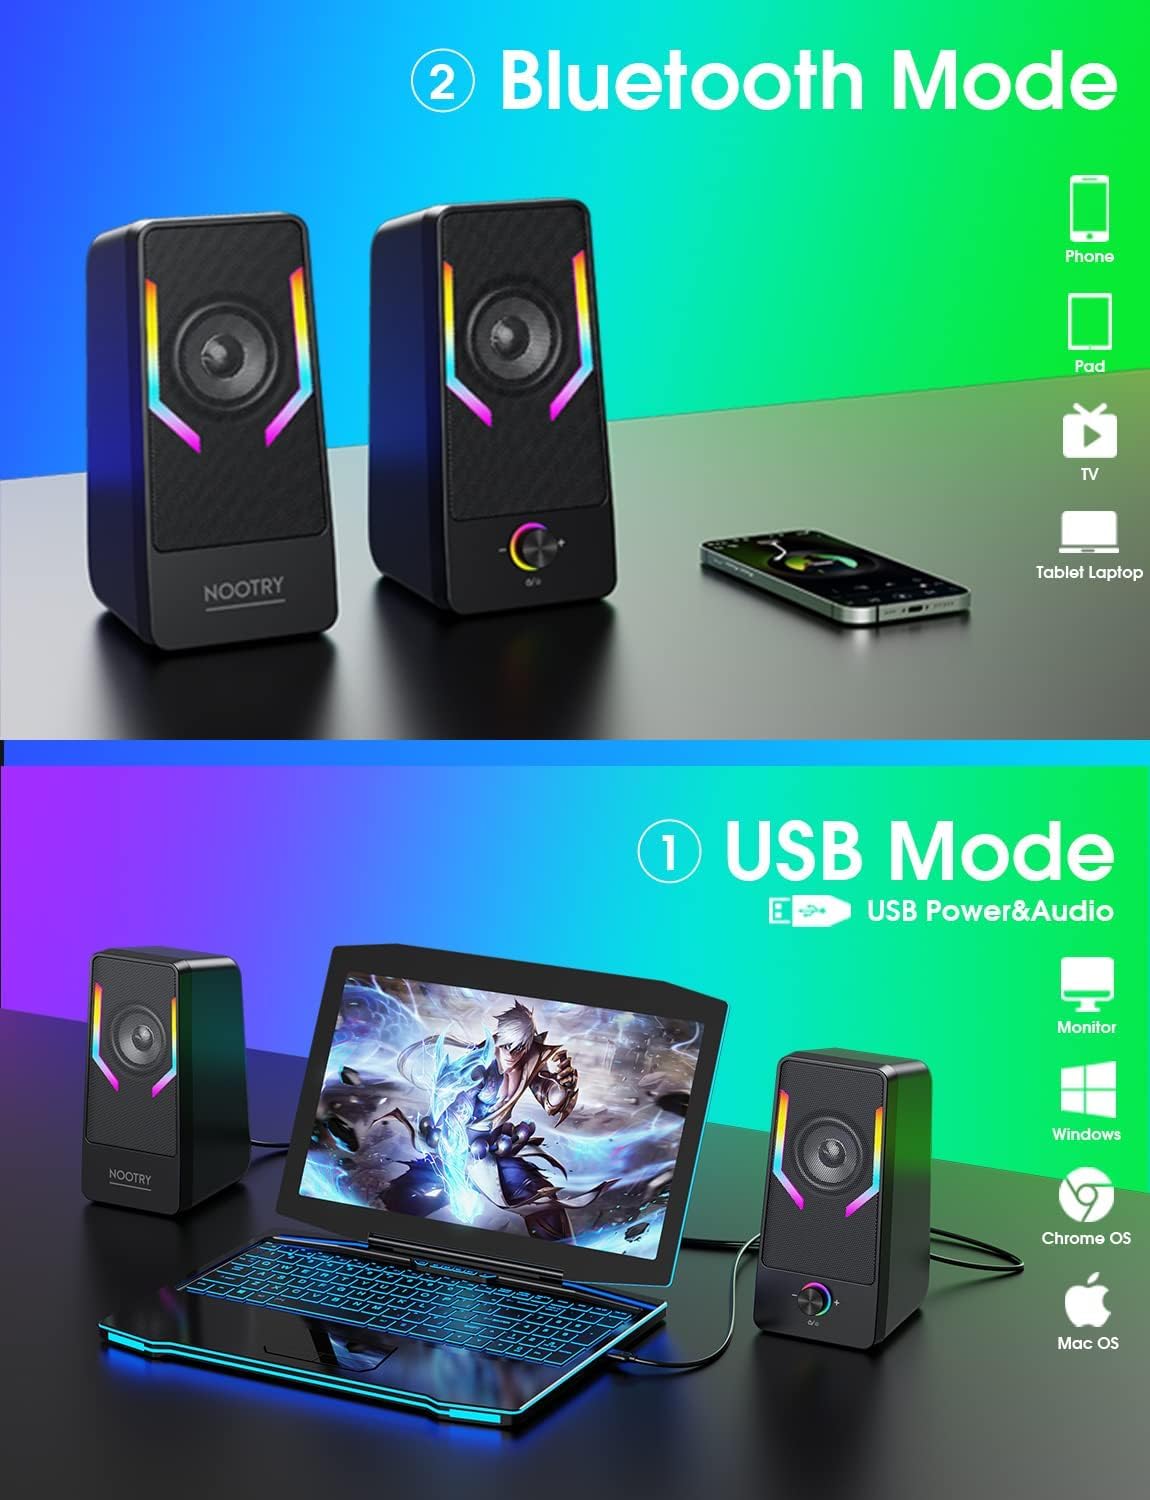 2 Bluetooth Mode
Phone
Pad
TV
Tablet Laptop
NOOTRY
- +
1 USB Mode
USB Power&Audio
Monitor
Windows
Chrome OS
Mac OS
NOOTRY
- +